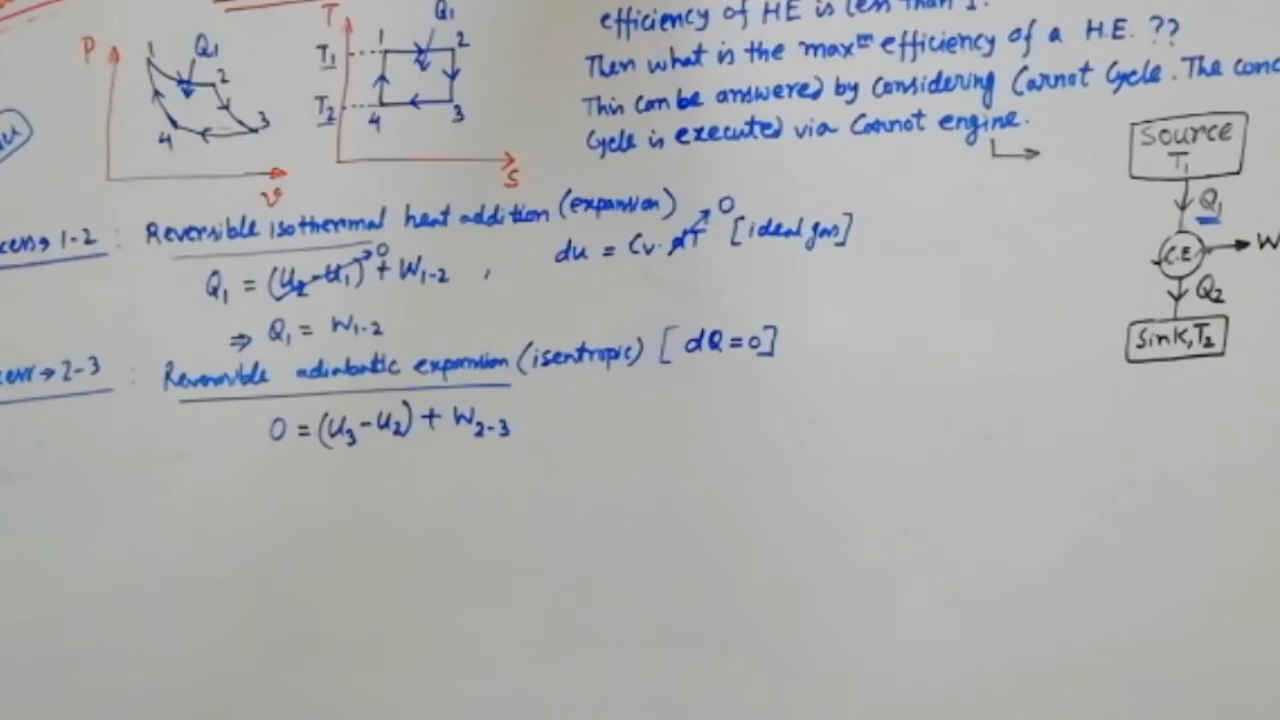 efficiency of HE is less than 1.
Then what is the maxᵐ efficiency of a H.E. ??
This can be answered by considering Carnot Cycle. The
Cycle is executed via Carnot engine.
P
1
Q₁
2
3
4
v
T
Q₁
T₁
1
2
T₂
4
3
S
Source
T₁
Q₁
C.E
W
Q₂
Sink, T₂
1-2 : Reversible isothermal heat addition (expansion)
Q₁ = (U₂-U₁)→0 + W₁₋₂ , du = Cv.dT→0 [ideal gas]
⇒ Q₁ = W₁₋₂
→ 2-3 : Reversible adiabatic expansion (isentropic) [dQ=0]
0 = (U₃-U₂) + W₂₋₃